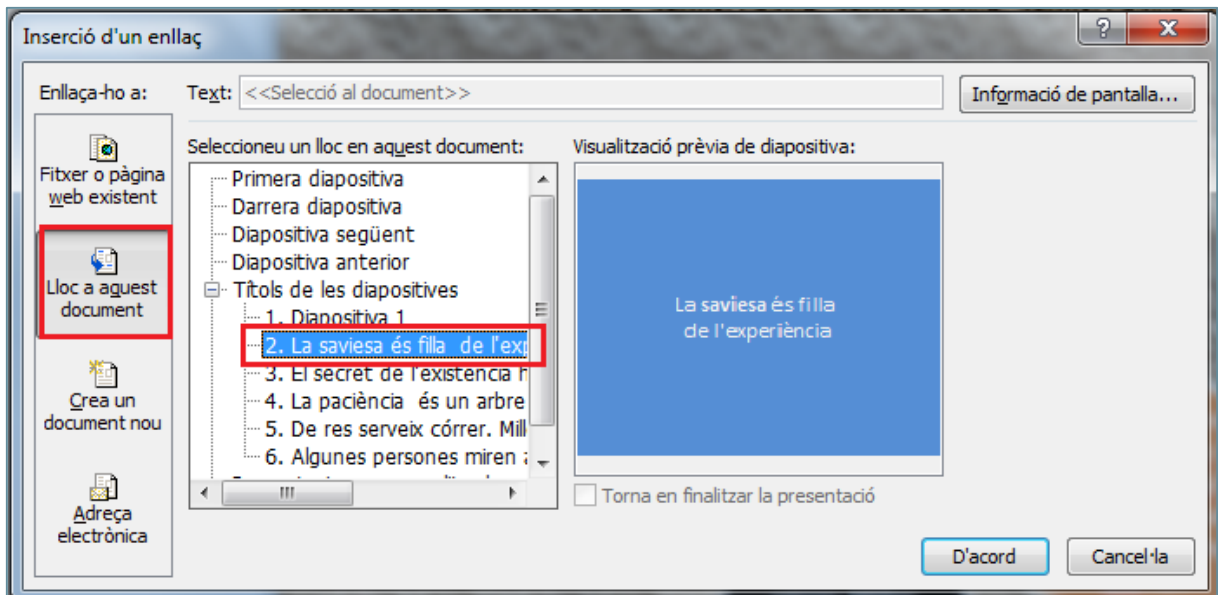 Inserció d'un enllaç
Enllaça-ho a:
Text: <<Selecció al document>>
Informació de pantalla...
Fitxer o pàgina
web existent
Lloc a aquest
document
Crea un
document nou
Adreça
electrònica
Seleccioneu un lloc en aquest document:
Primera diapositiva
Darrera diapositiva
Diapositiva següent
Diapositiva anterior
Títols de les diapositives
1. Diapositiva 1
2. La saviesa és filla de l'exp
3. El secret de l'existència h
4. La paciència és un arbre
5. De res serveix córrer. Mill
6. Algunes persones miren a
Visualització prèvia de diapositiva:
La saviesa és filla
de l'experiència
Torna en finalitzar la presentació
D'acord
Cancel·la